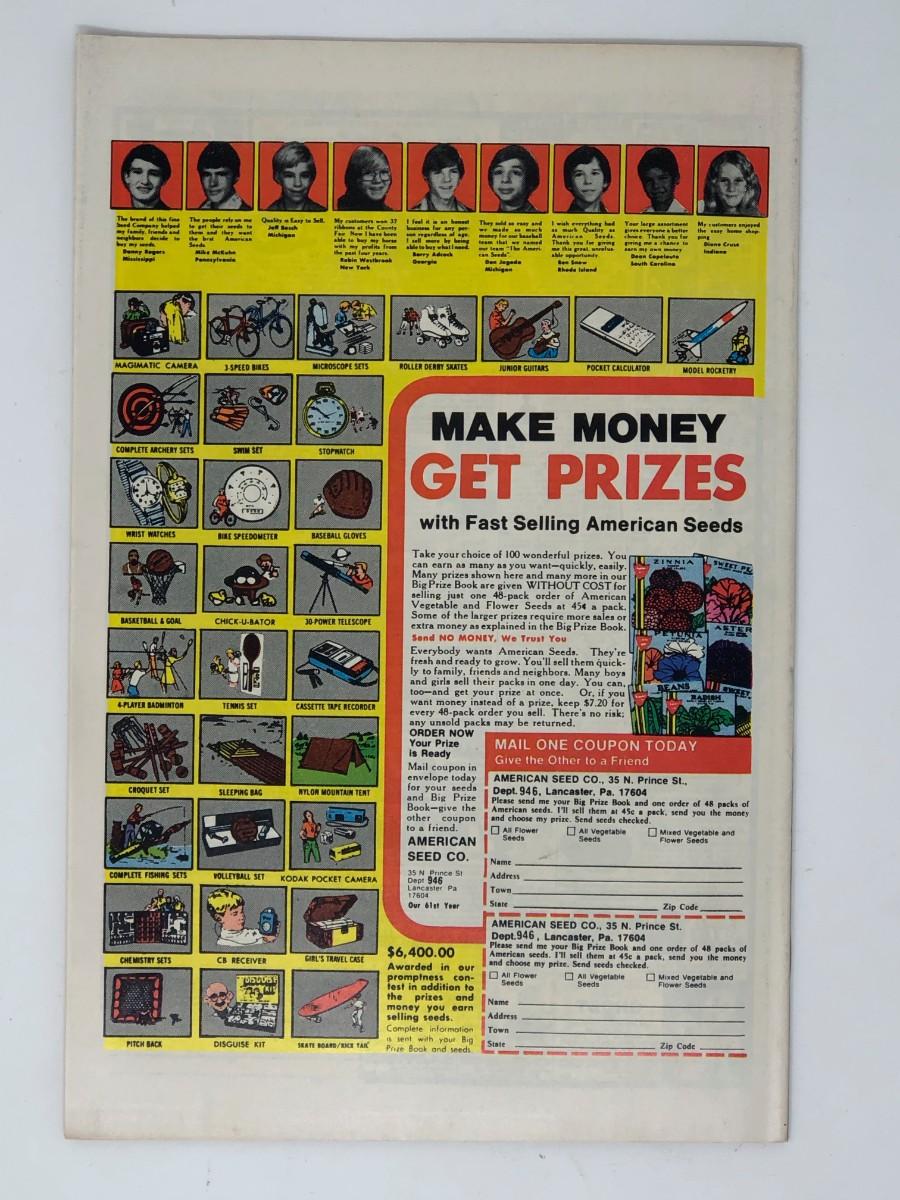 The brand of this fine
Seed Company helped
my family, friends and
neighbors decide to
buy my seeds.
Danny Rogers
Mississippi
The people rely on me
to get their seeds to
them and they want
the best American
Seeds
Mike McKuhn
Pennsylvania
Quality is Easy to Sell.
Jeff Besch
Michigan
My customers won 37
ribbons at the County
Fair. Now I have been
able to buy my horse
with my profits from
the past four years.
Robin Westbrook
New York
I feel it is an honest
business for any per-
son regardless of age.
I sell more by being
able to buy what I need.
Barry Adcock
Georgia
They sold so easy and
we made so much
money for our baseball
team that we named
our team "The Ameri-
can Seeds".
Don Jagoda
Michigan
I wish everything had
as much Quality as
American Seeds.
Thank you for giving
me this great, unrefus-
able opportunity.
Ron Snow
Rhode Island
Your large assortment
gives everyone a better
choice. Thank you for
giving me a chance to
earn my own money
Dean Copeloute
South Carolina
My customers enjoyed
the easy home shop-
ping
Diane Cruse
Indiana
MAGIMATIC CAMERA
3-SPEED BIKES
MICROSCOPE SETS
ROLLER DERBY SKATES
JUNIOR GUITARS
POCKET CALCULATOR
MODEL ROCKETRY
COMPLETE ARCHERY SETS
SWIM SET
STOPWATCH
WRIST WATCHES
BIKE SPEEDOMETER
BASEBALL GLOVES
BASKETBALL & GOAL
CHICK-U-BATOR
30-POWER TELESCOPE
4-PLAYER BADMINTON
TENNIS SET
CASSETTE TAPE RECORDER
CROQUET SET
SLEEPING BAG
NYLON MOUNTAIN TENT
COMPLETE FISHING SETS
VOLLEYBALL SET
KODAK POCKET CAMERA
CHEMISTRY SETS
CB RECEIVER
GIRL'S TRAVEL CASE
PITCH BACK
DISGUISE KIT
SKATE BOARD/KICK TAIL
MAKE MONEY
GET PRIZES
with Fast Selling American Seeds
Take your choice of 100 wonderful prizes. You
can earn as many as you want—quickly, easily.
Many prizes shown here and many more in our
Big Prize Book are given WITHOUT COST for
selling just one 48-pack order of American
Vegetable and Flower Seeds at 45¢ a pack.
Some of the larger prizes require more sales or
extra money as explained in the Big Prize Book.
Send NO MONEY, We Trust You
Everybody wants American Seeds. They're
fresh and ready to grow. You'll sell them quick-
ly to family, friends and neighbors. Many boys
and girls sell their packs in one day. You can,
too—and get your prize at once. Or, if you
want money instead of a prize, keep $7.20 for
every 48-pack order you sell. There's no risk;
any unsold packs may be returned.
ZINNIA
SWEET PE
ASTER
PETUNIA
BEANS
RADISH
SWEET
ORDER NOW
Your Prize
is Ready
Mail coupon in
envelope today
for your seeds
and Big Prize
Book—give the
other coupon
to a friend.
AMERICAN
SEED CO.
35 N Prince St
Dept 946
Lancaster Pa
17604
Our 61st Year
MAIL ONE COUPON TODAY
Give the Other to a Friend
AMERICAN SEED CO., 35 N. Prince St.,
Dept. 946, Lancaster, Pa. 17604
Please send me your Big Prize Book and one order of 48 packs of
American seeds. I'll sell them at 45¢ a pack, send you the money
and choose my prize. Send seeds checked.
All Flower Seeds
All Vegetable Seeds
Mixed Vegetable and Flower Seeds
Name
Address
Town
State Zip Code
AMERICAN SEED CO., 35 N. Prince St.
Dept. 946, Lancaster, Pa. 17604
Please send me your Big Prize Book and one order of 48 packs of
American seeds. I'll sell them at 45¢ a pack, send you the money
and choose my prize. Send seeds checked.
All Flower Seeds
All Vegetable Seeds
Mixed Vegetable and Flower Seeds
Name
Address
Town
State Zip Code
$6,400.00
Awarded in our
promptness con-
test in addition to
the prizes and
money you earn
selling seeds.
Complete information
is sent with your Big
Prize Book and seeds.